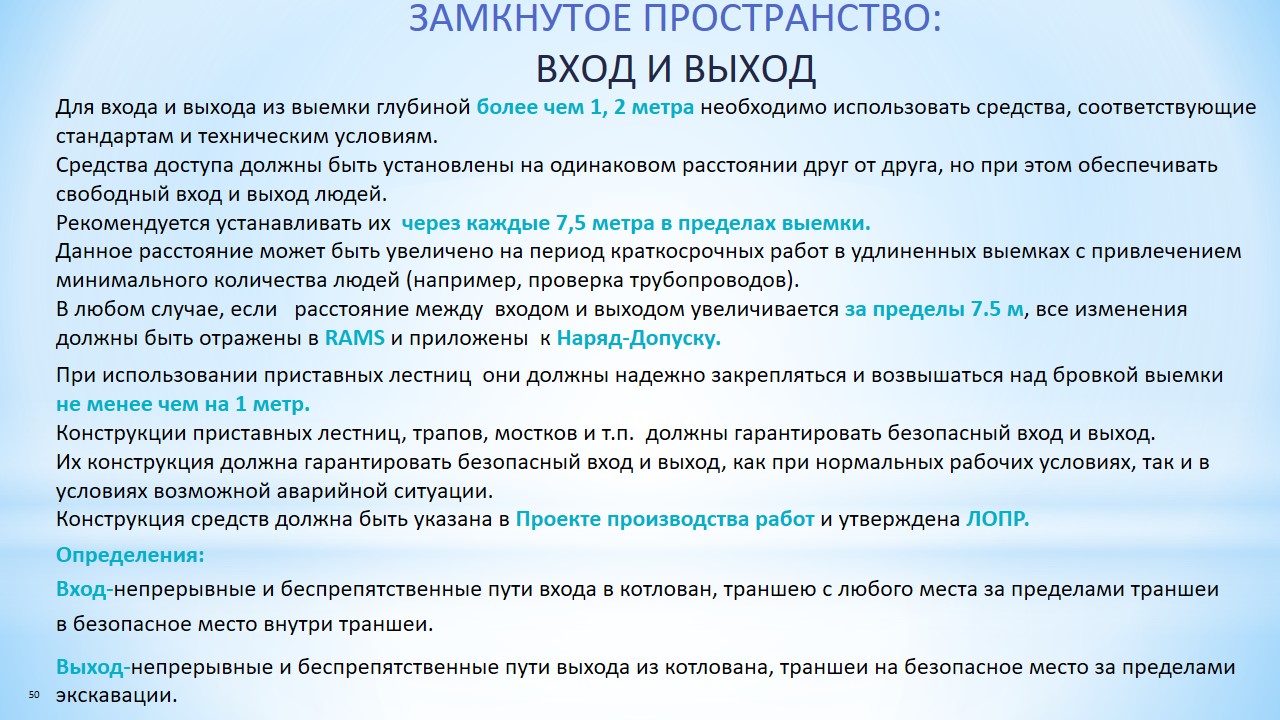 ЗАМКНУТОЕ ПРОСТРАНСТВО:
ВХОД И ВЫХОД
Для входа и выхода из выемки глубиной более чем 1, 2 метра необходимо использовать средства, соответствующие
стандартам и техническим условиям.
Средства доступа должны быть установлены на одинаковом расстоянии друг от друга, но при этом обеспечивать
свободный вход и выход людей.
Рекомендуется устанавливать их через каждые 7,5 метра в пределах выемки.
Данное расстояние может быть увеличено на период краткосрочных работ в удлиненных выемках с привлечением
минимального количества людей (например, проверка трубопроводов).
В любом случае, если расстояние между входом и выходом увеличивается за пределы 7.5 м, все изменения
должны быть отражены в RAMS и приложены к Наряд-Допуску.
При использовании приставных лестниц они должны надежно закрепляться и возвышаться над бровкой выемки
не менее чем на 1 метр.
Конструкции приставных лестниц, трапов, мостков и т.п. должны гарантировать безопасный вход и выход.
Их конструкция должна гарантировать безопасный вход и выход, как при нормальных рабочих условиях, так и в
условиях возможной аварийной ситуации.
Конструкция средств должна быть указана в Проекте производства работ и утверждена ЛОПР.
Определения:
Вход-непрерывные и беспрепятственные пути входа в котлован, траншею с любого места за пределами траншеи
в безопасное место внутри траншеи.
Выход-непрерывные и беспрепятственные пути выхода из котлована, траншеи на безопасное место за пределами
экскавации.
50